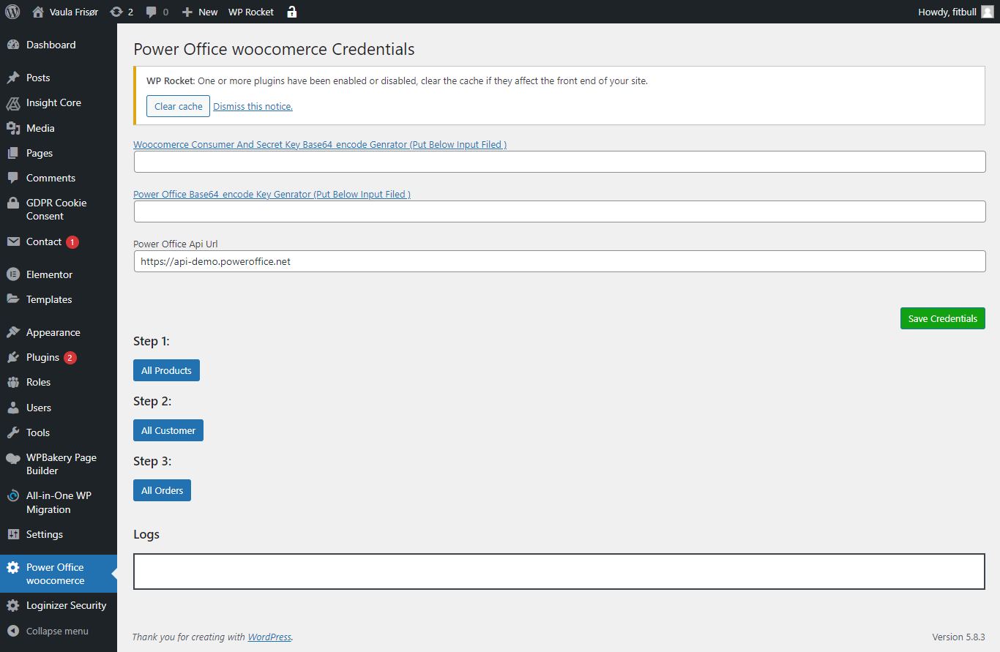 Vaula Frisør 2 0 New WP Rocket Howdy, fitbull
Dashboard
Posts
Insight Core
Media
Pages
Comments
GDPR Cookie
Consent
Contact 1
Elementor
Templates
Appearance
Plugins 2
Roles
Users
Tools
WPBakery Page
Builder
All-in-One WP
Migration
Settings
Power Office
woocomerce
Loginizer Security
Collapse menu
Power Office woocomerce Credentials
WP Rocket: One or more plugins have been enabled or disabled, clear the cache if they affect the front end of your site.
Clear cache Dismiss this notice.
Woocomerce Consumer And Secret Key Base64_encode Genrator (Put Below Input Filed )
Power Office Base64_encode Key Genrator (Put Below Input Filed )
Power Office Api Url
https://api-demo.poweroffice.net
Save Credentials
Step 1:
All Products
Step 2:
All Customer
Step 3:
All Orders
Logs
Thank you for creating with WordPress. Version 5.8.3